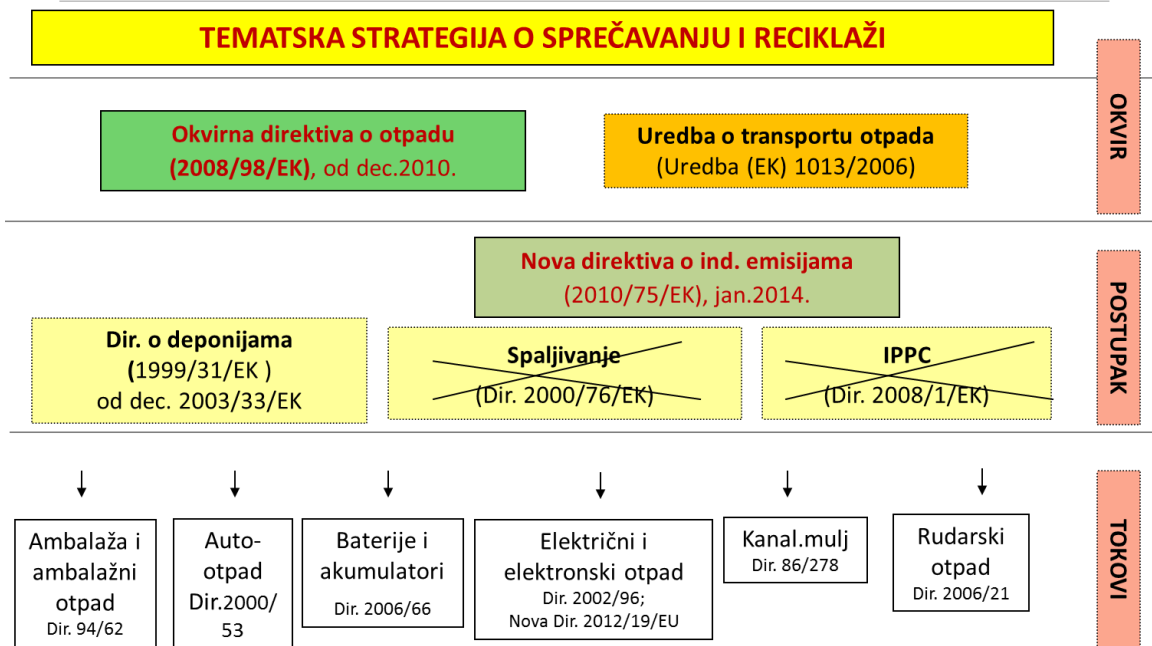 TEMATSKA STRATEGIJA O SPREČAVANJU I RECIKLAŽI
OKVIR
Okvirna direktiva o otpadu
(2008/98/EK), od dec.2010.
Uredba o transportu otpada
(Uredba (EK) 1013/2006)
POSTUPAK
Nova direktiva o ind. emisijama
(2010/75/EK), jan.2014.
Dir. o deponijama
(1999/31/EK )
od dec. 2003/33/EK
Spaljivanje
(Dir. 2000/76/EK)
IPPC
(Dir. 2008/1/EK)
TOKOVI
Ambalaža i
ambalažni
otpad
Dir. 94/62
Auto-
otpad
Dir.2000/
53
Baterije i
akumulatori
Dir. 2006/66
Električni i
elektronski otpad
Dir. 2002/96;
Nova Dir. 2012/19/EU
Kanal.mulj
Dir. 86/278
Rudarski
otpad
Dir. 2006/21